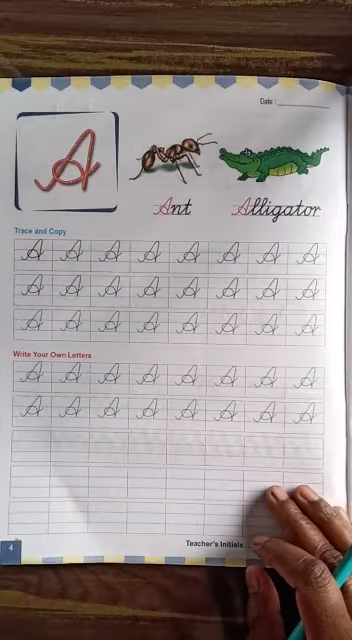 Date :
A
Ant Alligator
Trace and Copy
A A A A A A A A
A A A A A A A A
A A A A A A A A
Write Your Own Letters
A A A A A A A A
A A A A A A A A
Teacher's Initials
4